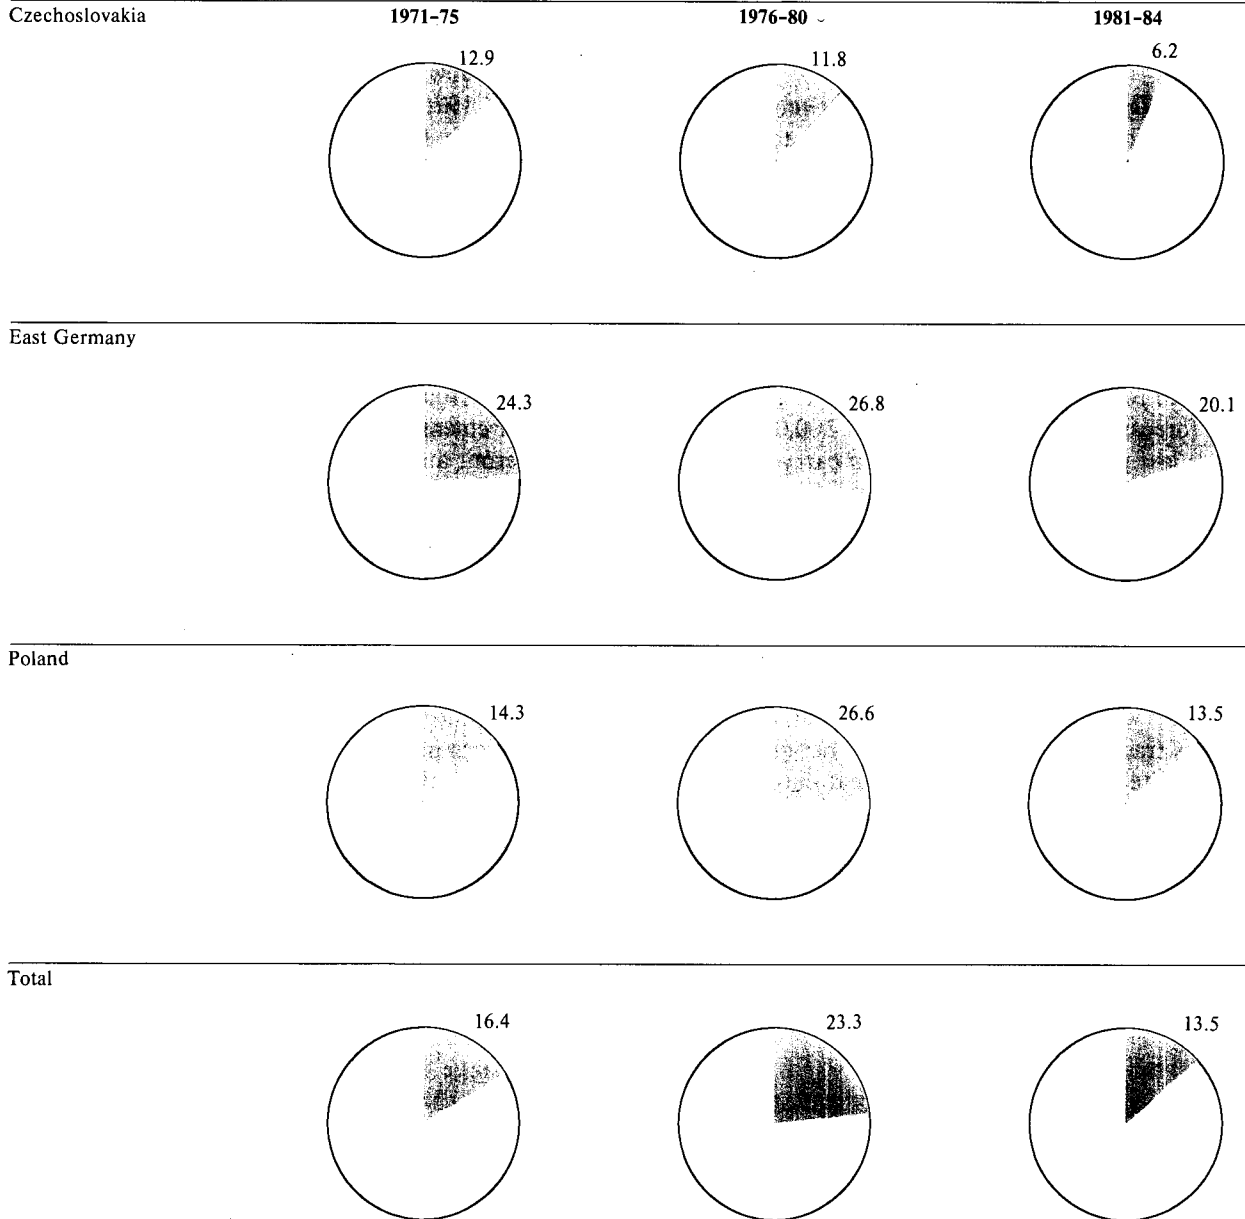 Czechoslovakia 1971–75 1976–80 1981–84
12.9 11.8 6.2
East Germany
24.3 26.8 20.1
Poland
14.3 26.6 13.5
Total
16.4 23.3 13.5